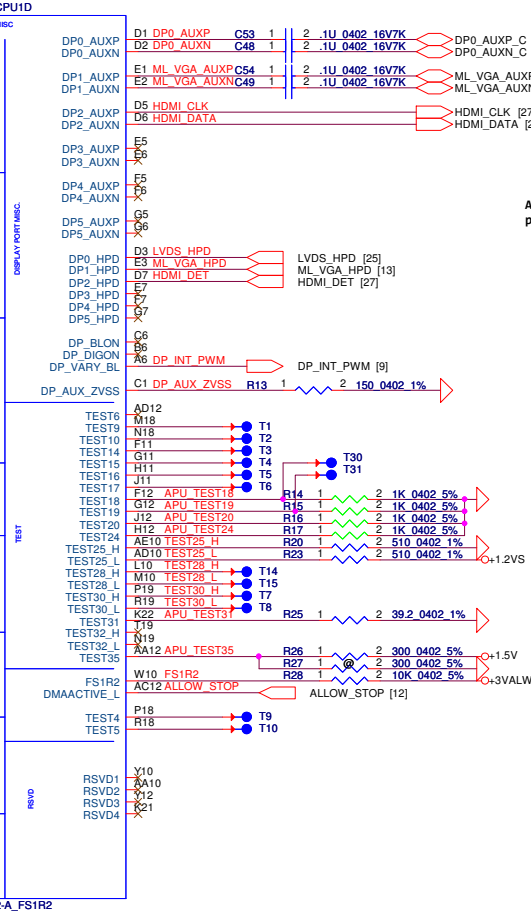 CPU1D
MISC
DP0_AUXP D1 DP0_AUXP C53 1 2 .1U_0402_16V7K DP0_AUXP_C
DP0_AUXN D2 DP0_AUXN C48 1 2 .1U_0402_16V7K DP0_AUXN_C
DP1_AUXP E1 ML_VGA_AUXP C54 1 2 .1U_0402_16V7K ML_VGA_AUXP
DP1_AUXN E2 ML_VGA_AUXN C49 1 2 .1U_0402_16V7K ML_VGA_AUXN
DP2_AUXP D5 HDMI_CLK HDMI_CLK [27
DP2_AUXN D6 HDMI_DATA HDMI_DATA [2
DP3_AUXP E5
DP3_AUXN E6
DP4_AUXP F5
DP4_AUXN F6
A
p
DP5_AUXP G5
DP5_AUXN G6
DISPLAY PORT MISC.
DP0_HPD D3 LVDS_HPD LVDS_HPD [25]
DP1_HPD E3 ML_VGA_HPD ML_VGA_HPD [13]
DP2_HPD D7 HDMI_DET HDMI_DET [27]
DP3_HPD E7
DP4_HPD F7
DP5_HPD G7
DP_BLON C6
DP_DIGON B6
DP_VARY_BL A6 DP_INT_PWM DP_INT_PWM [9]
DP_AUX_ZVSS C1 DP_AUX_ZVSS R13 1 2 150_0402_1%
TEST6 AD12
TEST9 M18 T1
TEST10 N18 T2
TEST14 F11 T3
TEST15 G11 T4 T30
TEST16 H11 T5 T31
TEST17 J11 T6
TEST18 F12 APU_TEST18 R14 1 2 1K_0402_5%
TEST19 G12 APU_TEST19 R15 1 2 1K_0402_5%
TEST20 J12 APU_TEST20 R16 1 2 1K_0402_5%
TEST24 H12 APU_TEST24 R17 1 2 1K_0402_5%
TEST
TEST25_H AE10 TEST25_H R20 1 2 510_0402_1%
TEST25_L AD10 TEST25_L R23 1 2 510_0402_1% +1.2VS
TEST28_H L10 TEST28_H T14
TEST28_L M10 TEST28_L T15
TEST30_H P19 TEST30_H T7
TEST30_L R19 TEST30_L T8
TEST31 K22 APU_TEST31 R25 1 2 39.2_0402_1%
TEST32_H T19
TEST32_L N19
TEST35 AA12 APU_TEST35 R26 1 2 300_0402_5% +1.5V
R27 1 @ 2 300_0402_5%
FS1R2 W10 FS1R2 R28 1 2 10K_0402_5% +3VALW
DMAACTIVE_L AC12 ALLOW_STOP ALLOW_STOP [12]
TEST4 P18 T9
TEST5 R18 T10
RSVD1 Y10
RSVD2 AA10
RSVD3 Y12
RSVD4 K21
RSVD
2-A_FS1R2